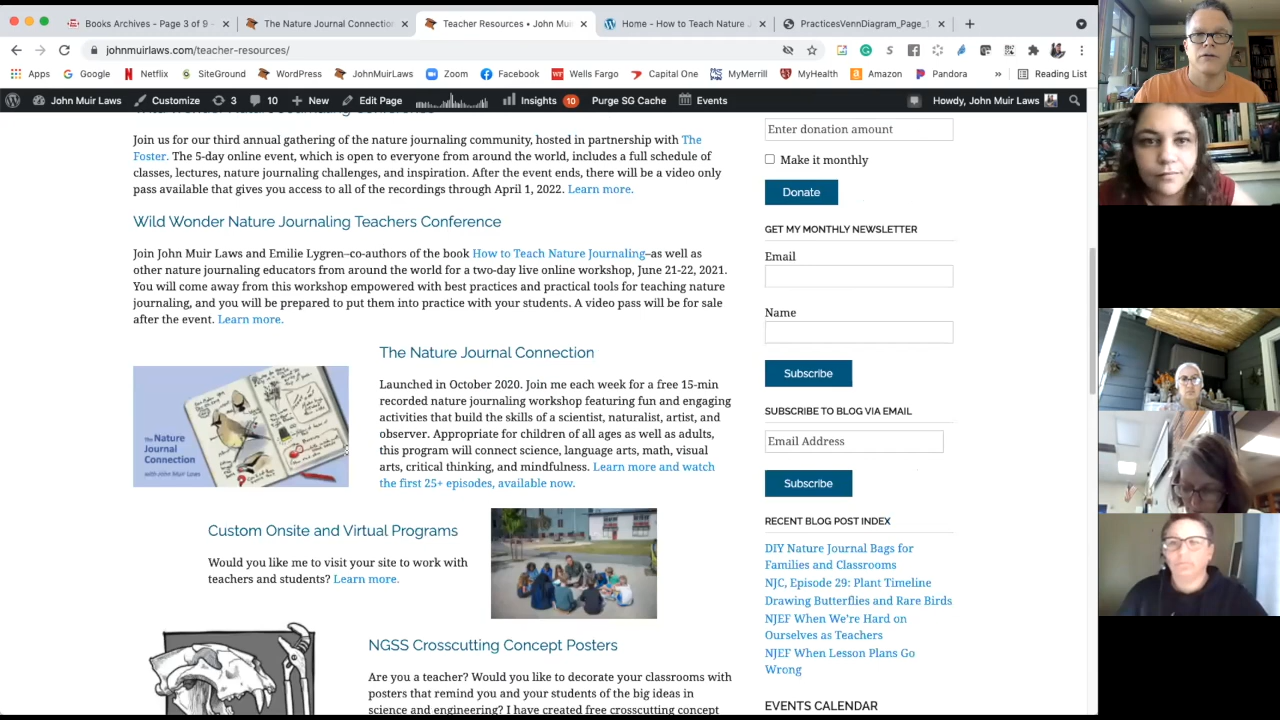 Books Archives - Page 3 of 9 -
The Nature Journal Connection
Teacher Resources • John Mui
Home - How to Teach Nature J
PracticesVennDiagram_Page_1
johnmuirlaws.com/teacher-resources/
Apps
Google
Netflix
SiteGround
WordPress
JohnMuirLaws
Zoom
Facebook
Wells Fargo
Capital One
MyMerrill
MyHealth
Amazon
Pandora
»
Reading List
John Muir Laws
Customize
3
10
New
Edit Page
Insights 10
Purge SG Cache
Events
Howdy, John Muir Laws
Join us for our third annual gathering of the nature journaling community, hosted in partnership with The
Foster. The 5-day online event, which is open to everyone from around the world, includes a full schedule of
classes, lectures, nature journaling challenges, and inspiration. After the event ends, there will be a video only
pass available that gives you access to all of the recordings through April 1, 2022. Learn more.
Wild Wonder Nature Journaling Teachers Conference
Join John Muir Laws and Emilie Lygren–co-authors of the book How to Teach Nature Journaling–as well as
other nature journaling educators from around the world for a two-day live online workshop, June 21-22, 2021.
You will come away from this workshop empowered with best practices and practical tools for teaching nature
journaling, and you will be prepared to put them into practice with your students. A video pass will be for sale
after the event. Learn more.
The Nature Journal Connection
Launched in October 2020. Join me each week for a free 15-min
recorded nature journaling workshop featuring fun and engaging
activities that build the skills of a scientist, naturalist, artist, and
observer. Appropriate for children of all ages as well as adults,
this program will connect science, language arts, math, visual
arts, critical thinking, and mindfulness. Learn more and watch
the first 25+ episodes, available now.
The
Nature
Journal
Connection
with John Muir Laws
Custom Onsite and Virtual Programs
Would you like me to visit your site to work with
teachers and students? Learn more.
NGSS Crosscutting Concept Posters
Are you a teacher? Would you like to decorate your classrooms with
posters that remind you and your students of the big ideas in
science and engineering? I have created free crosscutting concept
Enter donation amount
Make it monthly
Donate
GET MY MONTHLY NEWSLETTER
Email
Name
Subscribe
SUBSCRIBE TO BLOG VIA EMAIL
Email Address
Subscribe
RECENT BLOG POST INDEX
DIY Nature Journal Bags for
Families and Classrooms
NJC, Episode 29: Plant Timeline
Drawing Butterflies and Rare Birds
NJEF When We're Hard on
Ourselves as Teachers
NJEF When Lesson Plans Go
Wrong
EVENTS CALENDAR